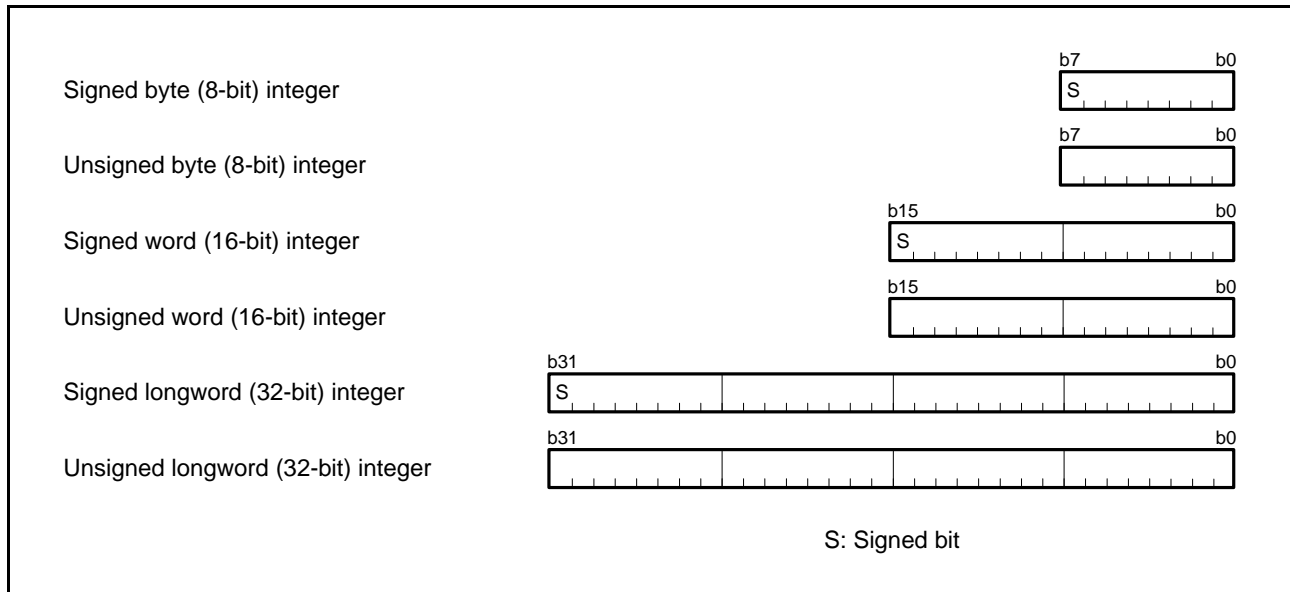 b7 b0
Signed byte (8-bit) integer S
b7 b0
Unsigned byte (8-bit) integer
b15 b0
Signed word (16-bit) integer S
b15 b0
Unsigned word (16-bit) integer
b31 b0
Signed longword (32-bit) integer S
b31 b0
Unsigned longword (32-bit) integer
S: Signed bit